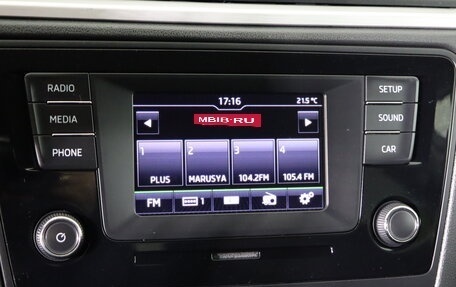 17:16 21.5 °C
RADIO
MEDIA
PHONE
MBIB.RU
1 2 3 4
PLUS MARUSYA 104.2FM 105.4 FM
FM 1
SETUP
SOUND
CAR